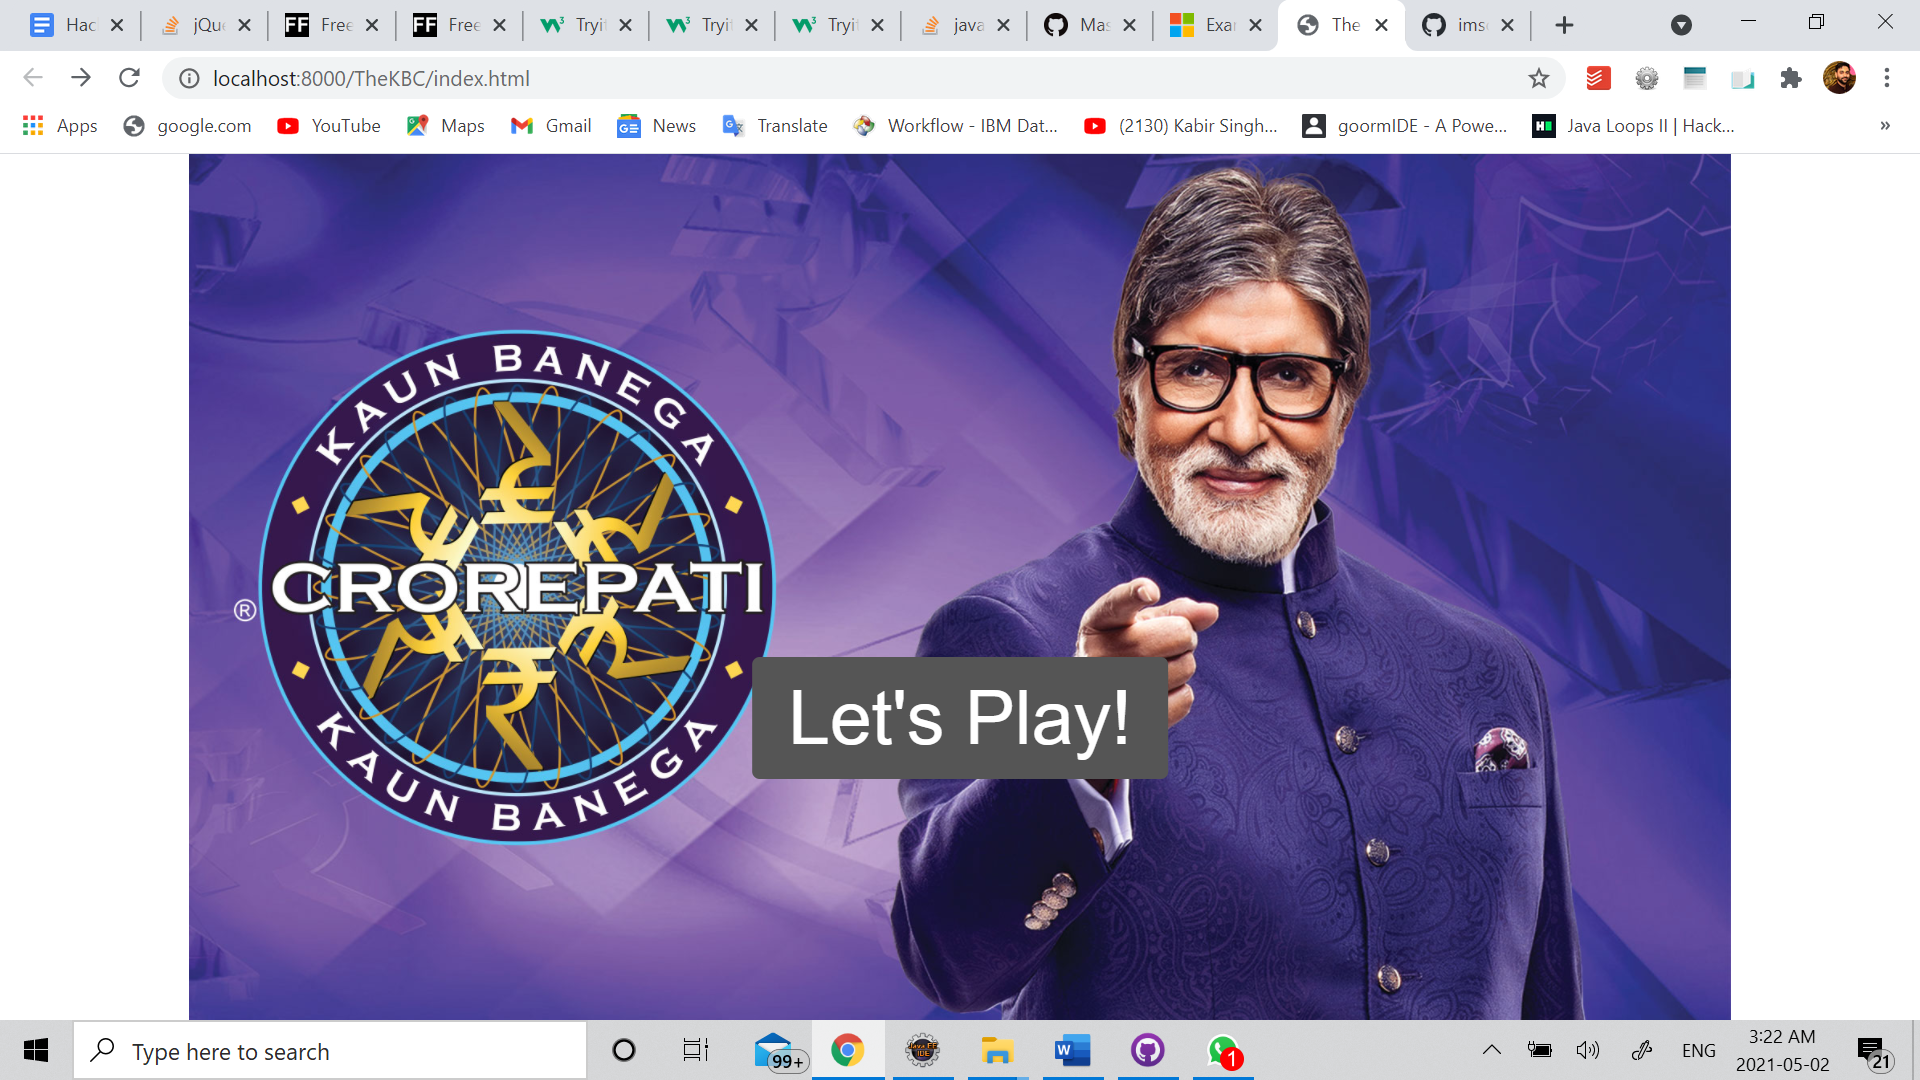 Hac
jQu
Free
Free
Tryi
Tryi
Tryi
java
Mas
Exar
The
ims
localhost:8000/TheKBC/index.html
Apps
google.com
YouTube
Maps
Gmail
News
Translate
Workflow - IBM Dat...
(2130) Kabir Singh...
goormIDE - A Powe...
Java Loops II | Hack...
KAUN BANEGA
CROREPATI
®
KAUN BANEGA
Let's Play!
Type here to search
99+
1
ENG
3:22 AM
2021-05-02
21